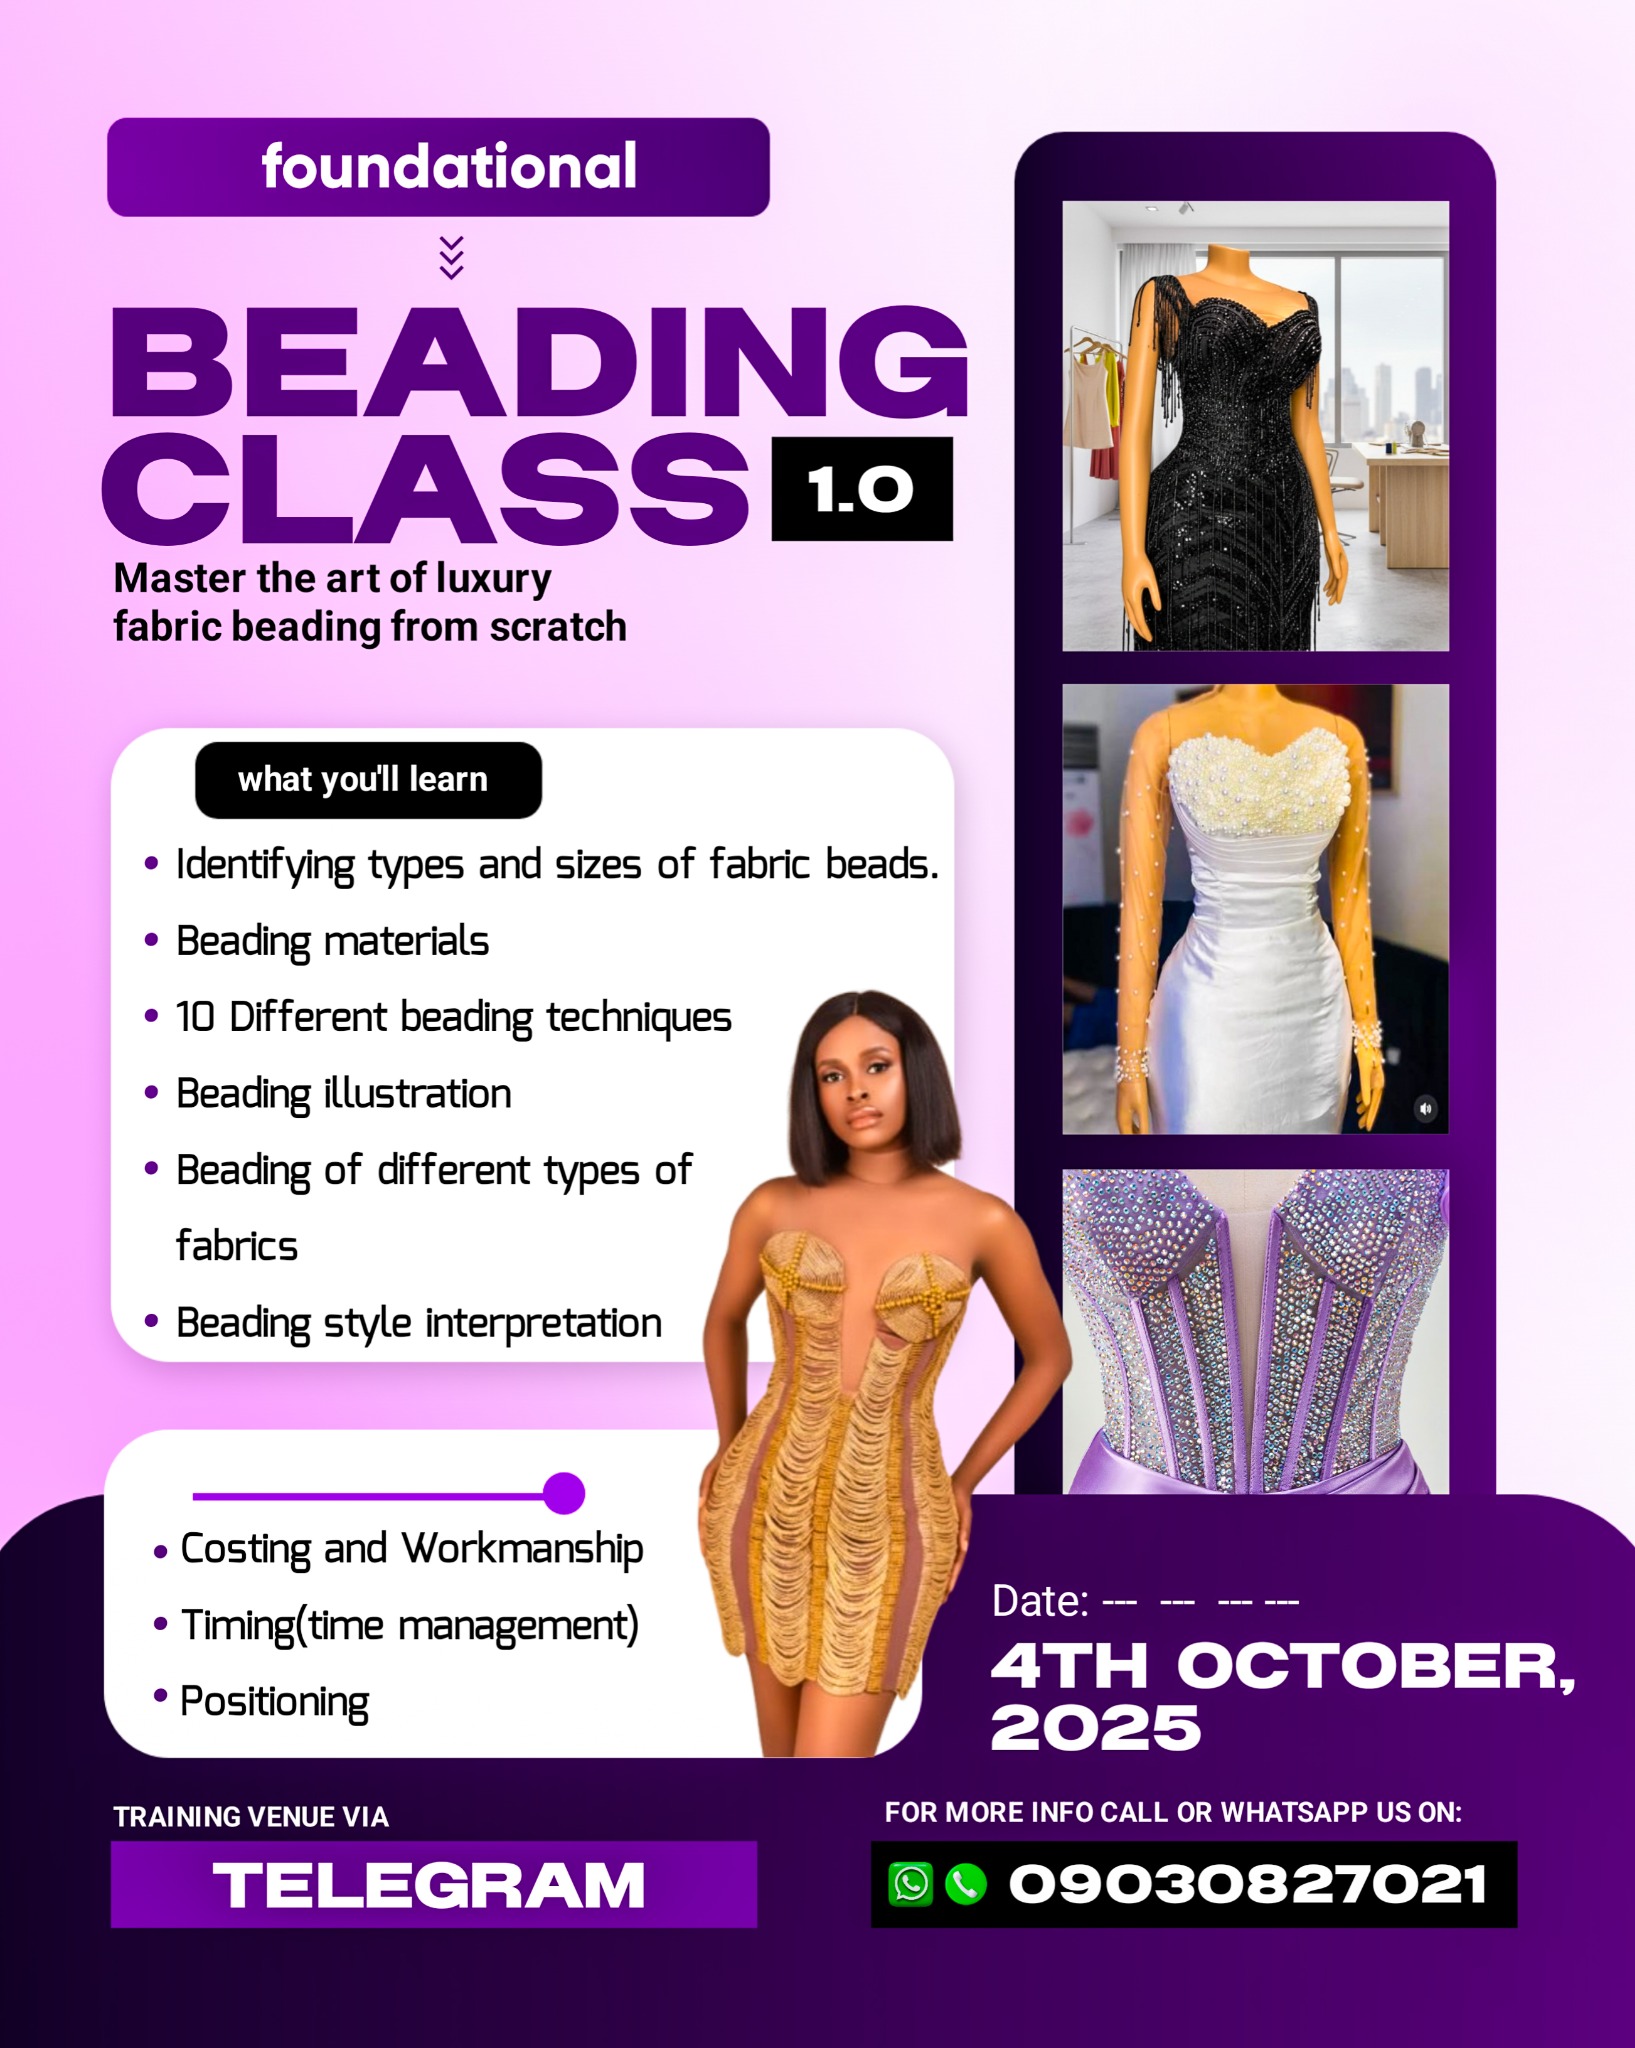 foundational
BEADING
CLASS 1.0
Master the art of luxury
fabric beading from scratch
what you'll learn
• Identifying types and sizes of fabric beads.
• Beading materials
• 10 Different beading techniques
• Beading illustration
• Beading of different types of
fabrics
• Beading style interpretation
• Costing and Workmanship
• Timing(time management)
• Positioning
Date: --- --- --- ---
4TH OCTOBER,
2025
TRAINING VENUE VIA
TELEGRAM
FOR MORE INFO CALL OR WHATSAPP US ON:
09030827021